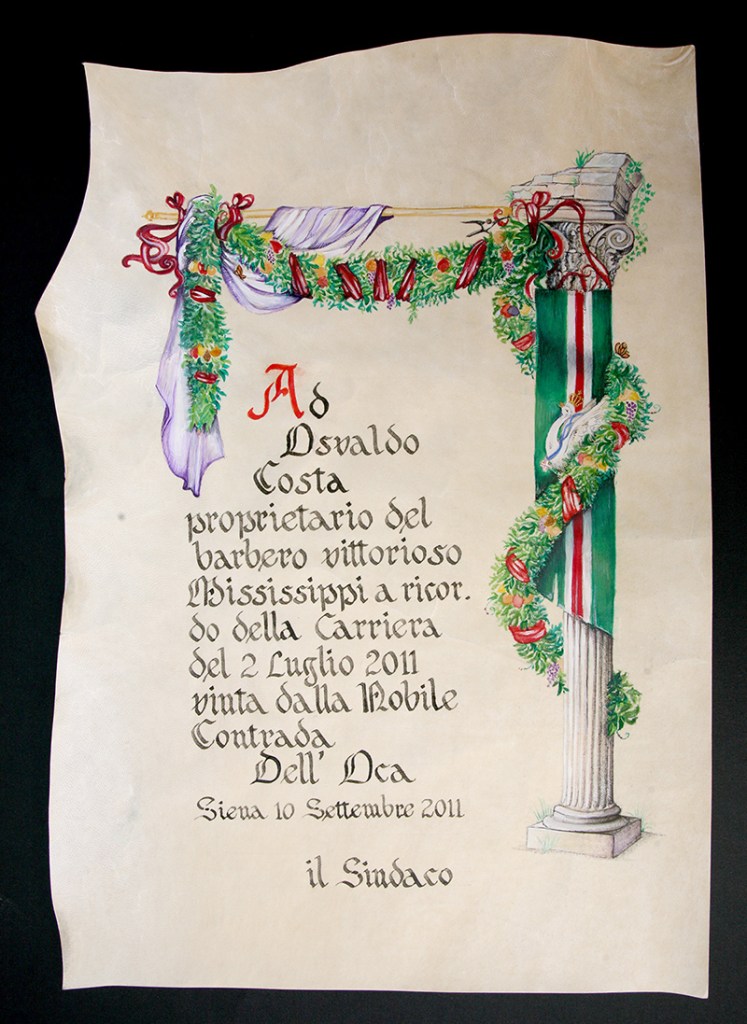 Ad
Osvaldo
Costa
proprietario del
barbero vittorioso
Mississippi a ricor.
do della Carriera
del 2 Luglio 2011
vinta dalla Nobile
Contrada
Dell' Oca
Siena 10 Settembre 2011
il Sindaco